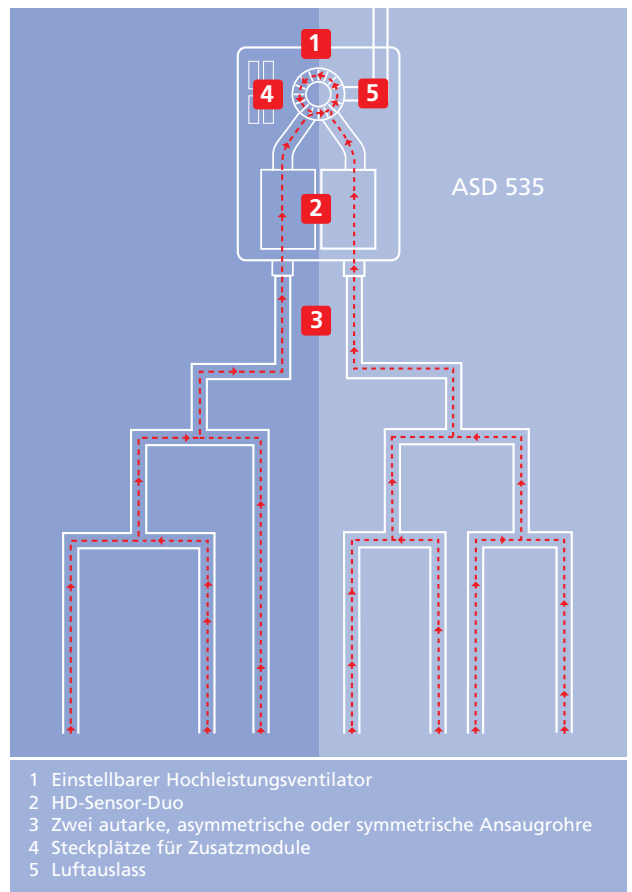 1
4
5
ASD 535
2
3
1 Einstellbarer Hochleistungsventilator
2 HD-Sensor-Duo
3 Zwei autarke, asymmetrische oder symmetrische Ansaugrohre
4 Steckplätze für Zusatzmodule
5 Luftauslass